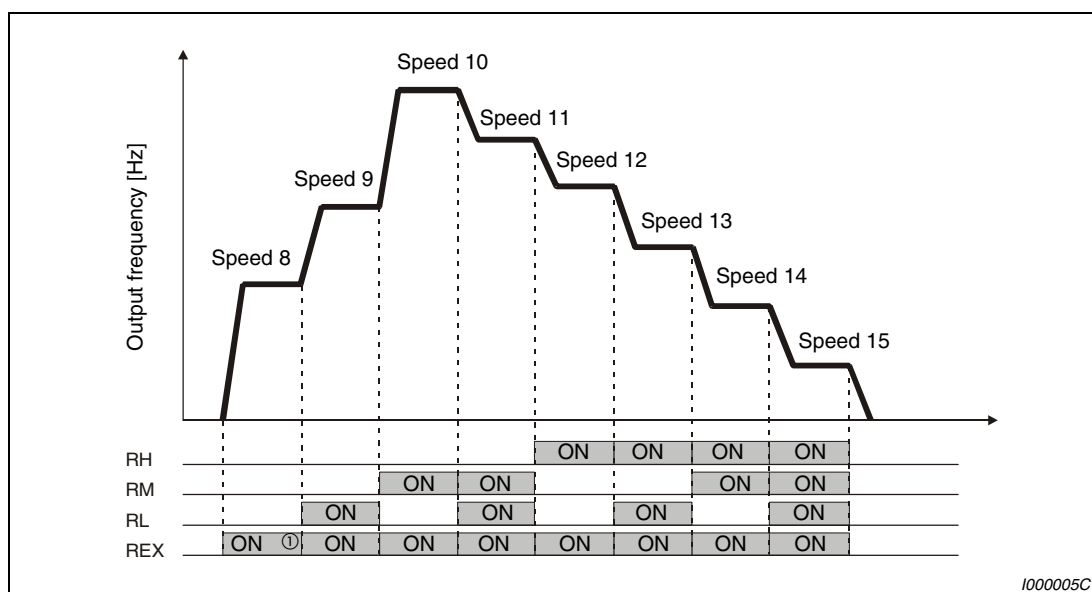 Speed 10
Speed 11
Speed 12
Speed 9
Speed 13
Speed 8
Speed 14
Speed 15
Output frequency [Hz]
RH ON ON ON ON
RM ON ON ON ON
RL ON ON ON ON
REX ON ① ON ON ON ON ON ON ON
I000005C